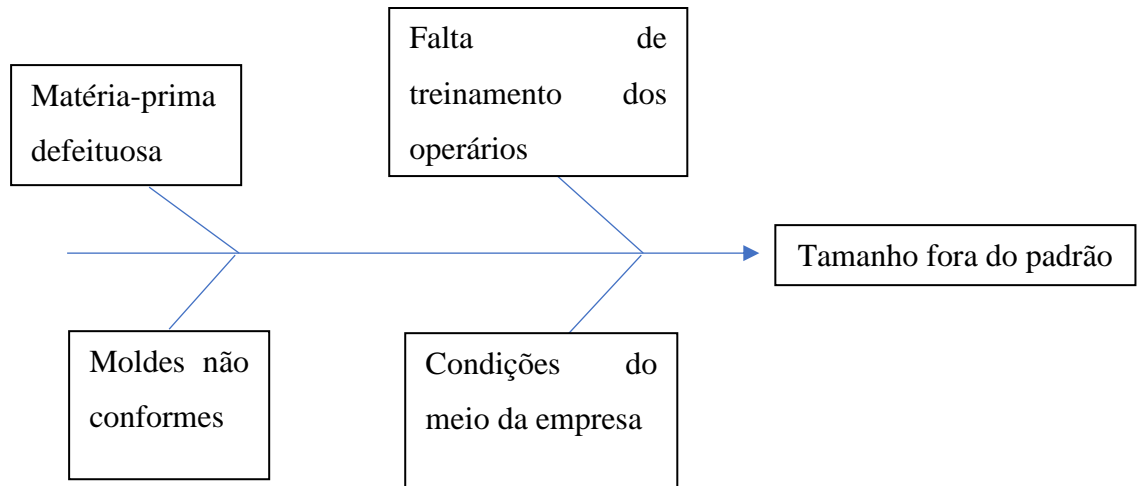 Falta de
treinamento dos
operários
Matéria-prima
defeituosa
Tamanho fora do padrão
Moldes não
conformes
Condições do
meio da empresa